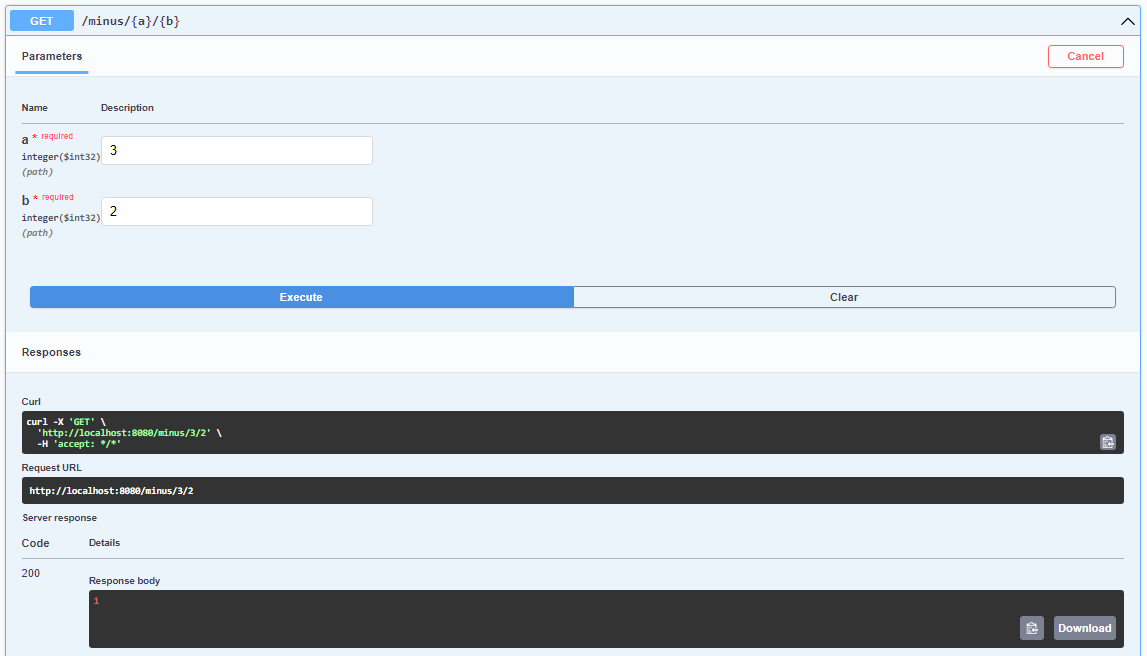 GET /minus/{a}/{b}
Parameters
Cancel
Name Description
a * required
integer($int32)
(path)
3
b * required
integer($int32)
(path)
2
Execute Clear
Responses
Curl
curl -X 'GET' \
'http://localhost:8080/minus/3/2' \
-H 'accept: */*'
Request URL
http://localhost:8080/minus/3/2
Server response
Code Details
200
Response body
1
Download